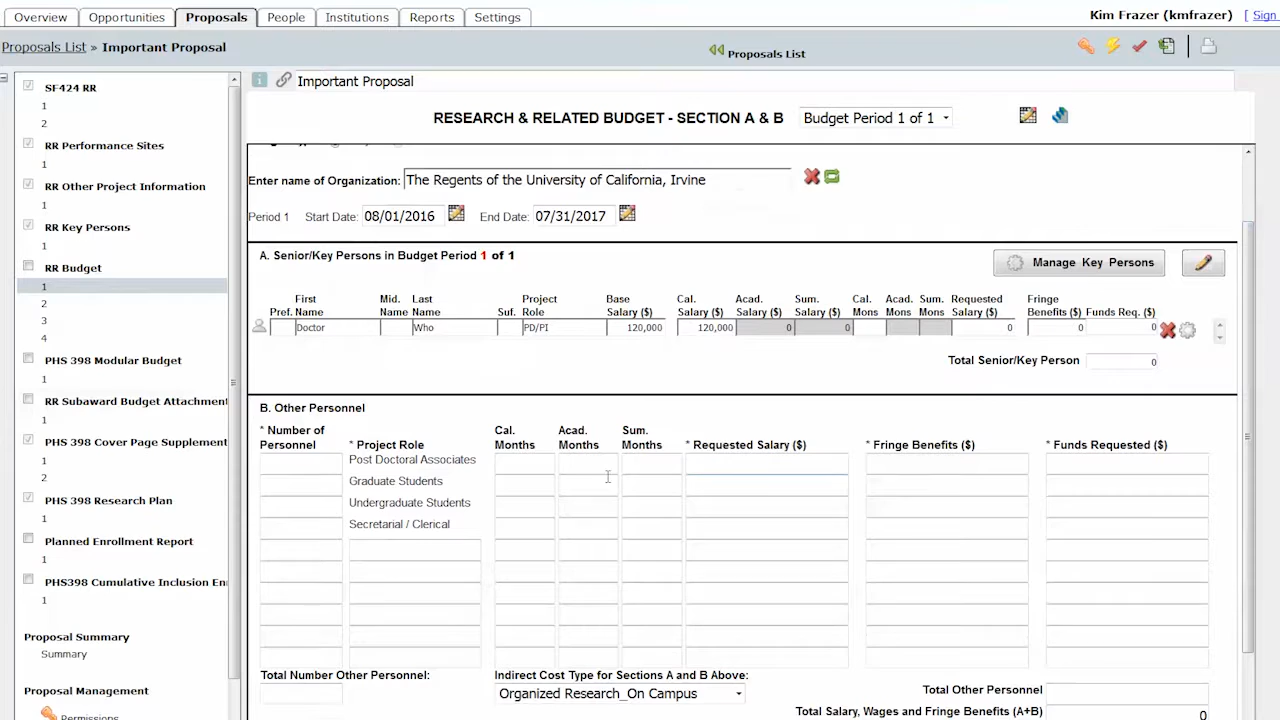 Overview Opportunities Proposals People Institutions Reports Settings Kim Frazer (kmfrazer) [ Sign
Proposals List » Important Proposal Proposals List
SF424 RR
1
2
RR Performance Sites
1
RR Other Project Information
1
RR Key Persons
1
RR Budget
1
2
3
4
PHS 398 Modular Budget
1
RR Subaward Budget Attachmen
1
PHS 398 Cover Page Supplement
1
2
PHS 398 Research Plan
1
Planned Enrollment Report
1
PHS398 Cumulative Inclusion En
1
Proposal Summary
Summary
Proposal Management
Permissions
Important Proposal
RESEARCH & RELATED BUDGET - SECTION A & B Budget Period 1 of 1
Enter name of Organization: The Regents of the University of California, Irvine
Period 1 Start Date: 08/01/2016 End Date: 07/31/2017
A. Senior/Key Persons in Budget Period 1 of 1 Manage Key Persons
First Mid. Last Project Base Cal. Acad. Sum. Cal. Acad. Sum. Requested Fringe
Pref. Name Name Name Suf. Role Salary ($) Salary ($) Salary ($) Salary ($) Mons Mons Mons Salary ($) Benefits ($) Funds Req. ($)
Doctor Who PD/PI 120,000 120,000 0 0 0 0 0
Total Senior/Key Person 0
B. Other Personnel
* Number of Cal. Acad. Sum.
Personnel * Project Role Months Months Months * Requested Salary ($) * Fringe Benefits ($) * Funds Requested ($)
Post Doctoral Associates
Graduate Students
Undergraduate Students
Secretarial / Clerical
Total Number Other Personnel: Indirect Cost Type for Sections A and B Above:
Organized Research_On Campus Total Other Personnel
Total Salary, Wages and Fringe Benefits (A+B) 0